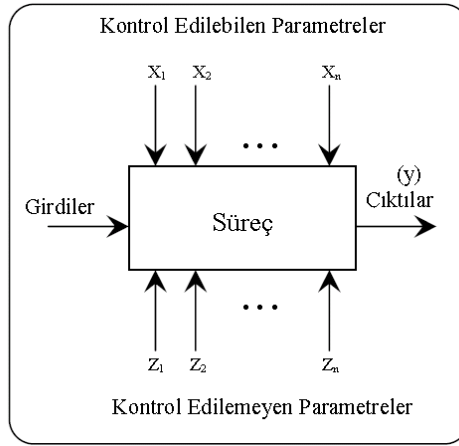 Kontrol Edilebilen Parametreler
X₁ X₂ Xₙ
...
(y)
Girdiler Süreç Cıktılar
...
Z₁ Z₂ Zₙ
Kontrol Edilemeyen Parametreler